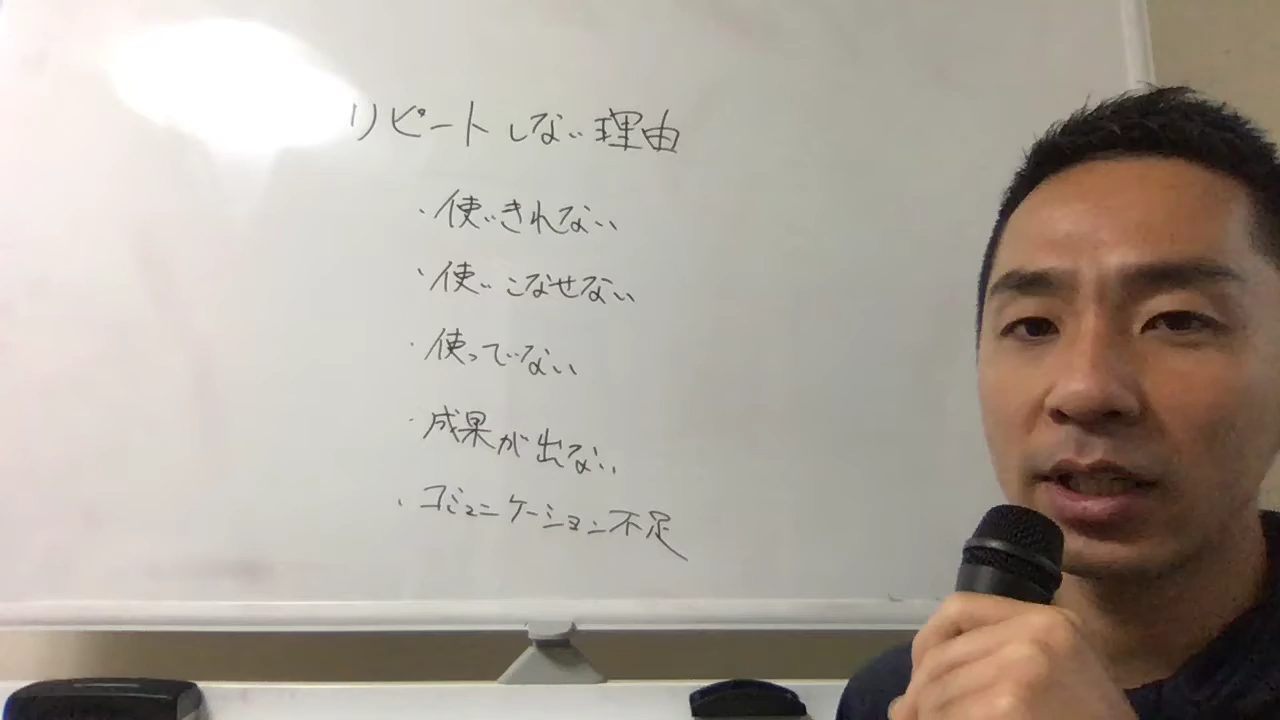 リピートしない理由
・使いきれない
・使いこなせない
・使っていない
・成果が出ない
・コミュニケーション不足